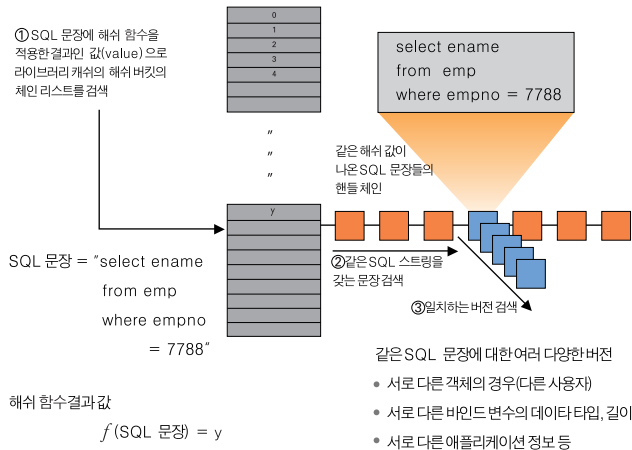 ①SQL 문장에 해쉬 함수을
적용한결과인 값(value) 으로
라이브러리 캐쉬의 해쉬 버킷의
체인 리스트를 검색
0
1
2
3
4
〃
〃
〃
y
select ename
from emp
where empno = 7788
같은 해쉬 값이
나온SQL 문장들의
핸들 체인
②같은SQL 스트링을
갖는 문장 검색
③일치하는 버전 검색
SQL 문장 = "select ename
from emp
where empno
= 7788"
해쉬 함수결과 값
f (SQL 문장) = y
같은SQL 문장에 대한 여러 다양한 버전
• 서로 다른 객체의 경우(다른 사용자)
• 서로 다른 바인드 변수의 데이타 타입, 길이
• 서로 다른 애플리케이션 정보 등